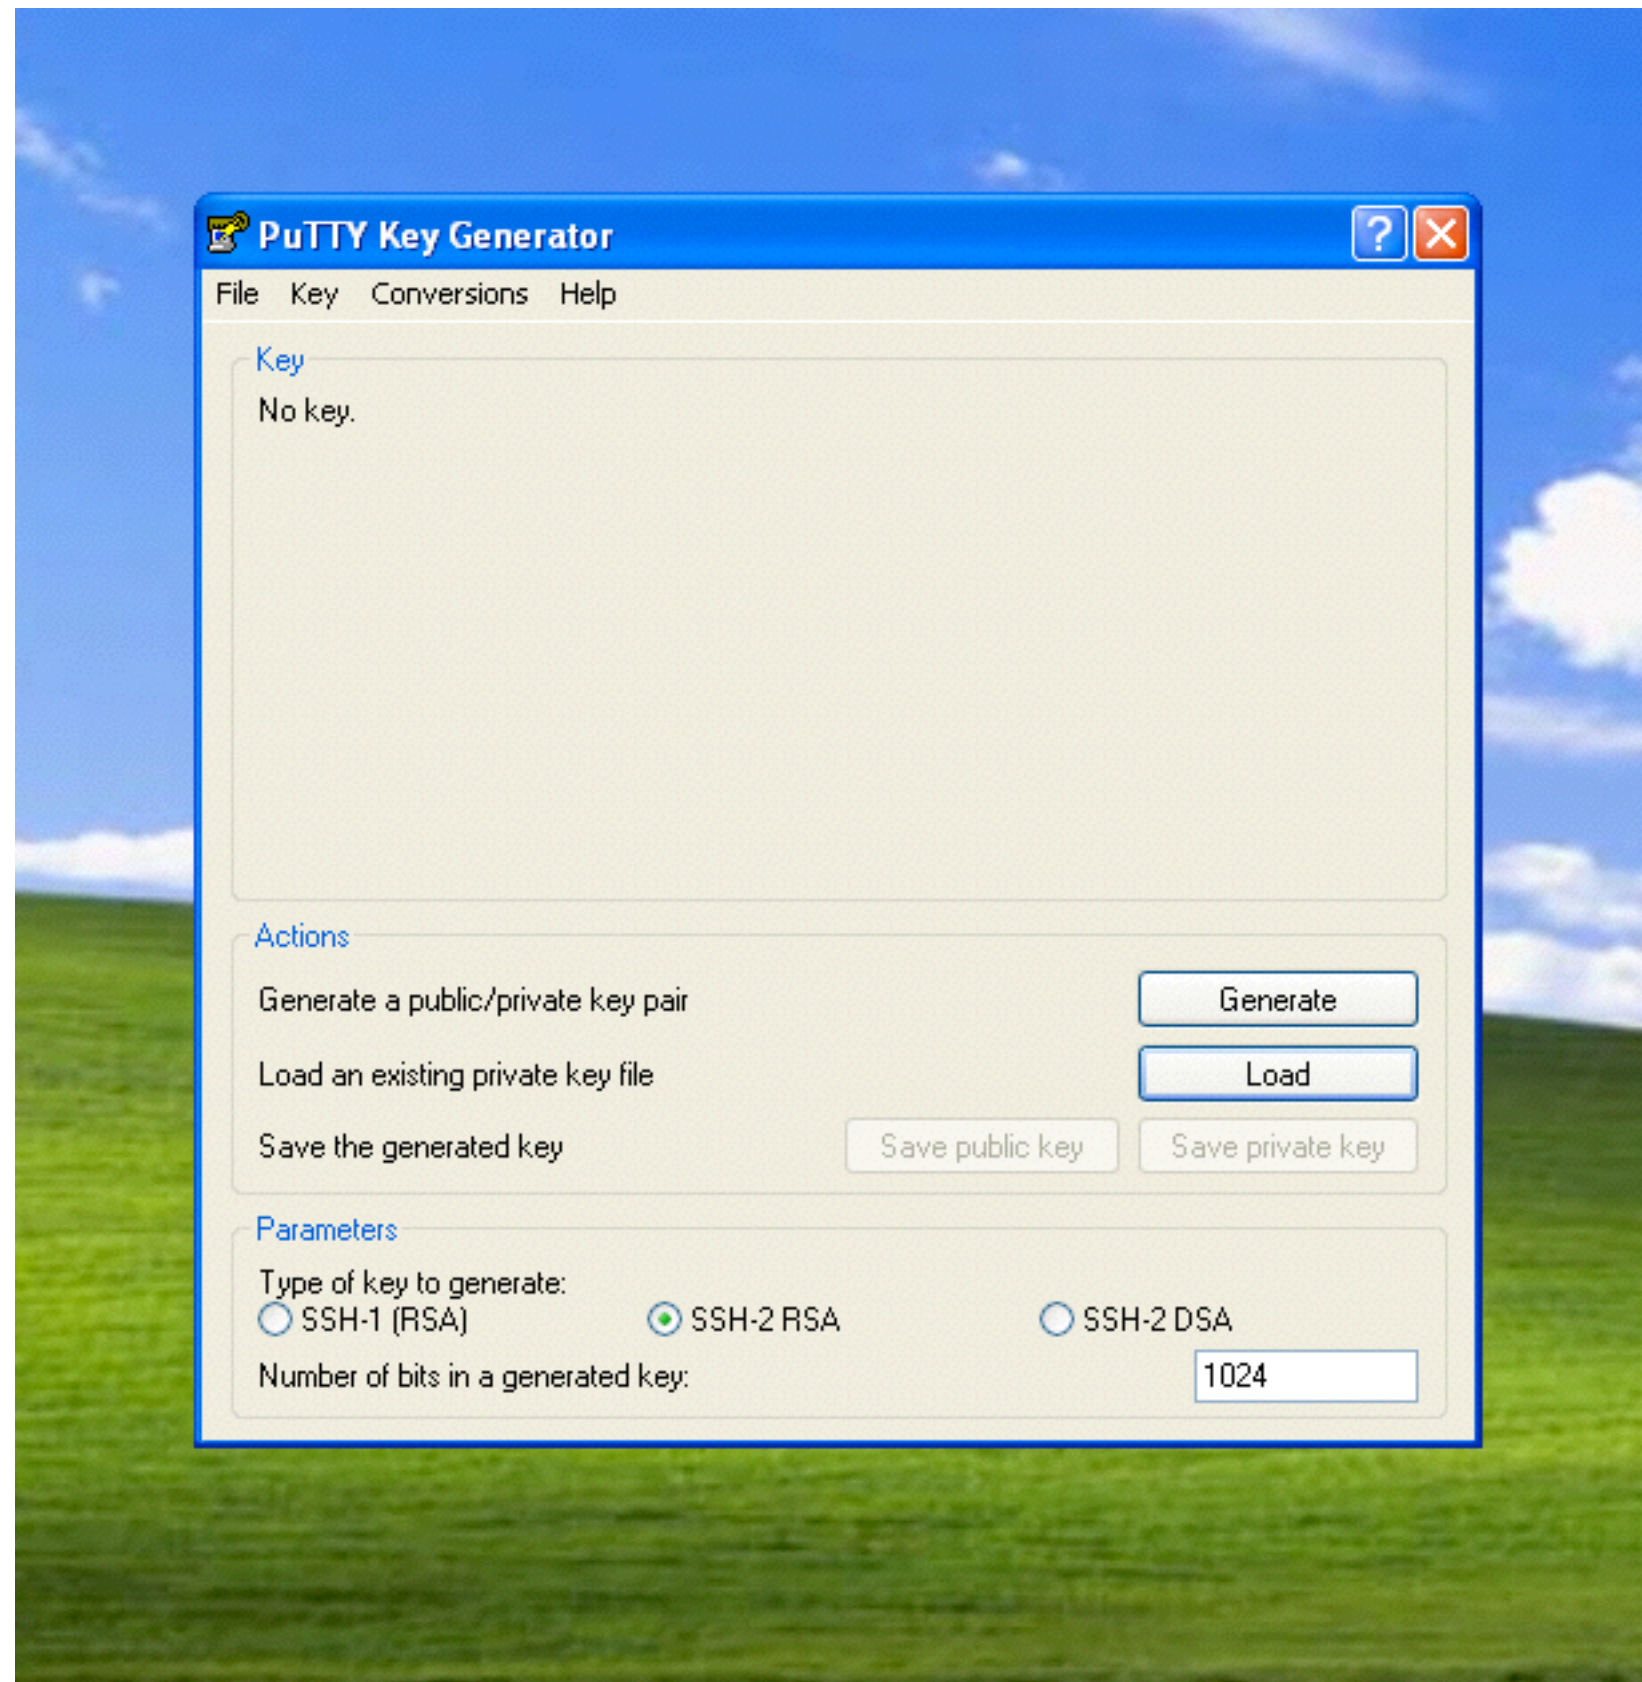 PuTTY Key Generator
?
File Key Conversions Help
Key
No key.
Actions
Generate a public/private key pair Generate
Load an existing private key file Load
Save the generated key Save public key Save private key
Parameters
Type of key to generate:
SSH-1 (RSA) SSH-2 RSA SSH-2 DSA
Number of bits in a generated key: 1024